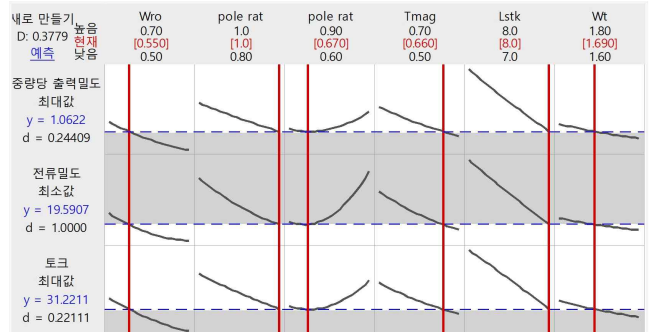 새로 만들기 Wro pole rat pole rat Tmag Lstk Wt
높음 0.70 1.0 0.90 0.70 8.0 1.80
D: 0.3779 현재 [0.550] [1.0] [0.670] [0.660] [8.0] [1.690]
예측 낮음 0.50 0.80 0.60 0.50 7.0 1.60
중량당 출력밀도
최대값
y = 1.0622
d = 0.24409
전류밀도
최소값
y = 19.5907
d = 1.0000
토크
최대값
y = 31.2211
d = 0.22111